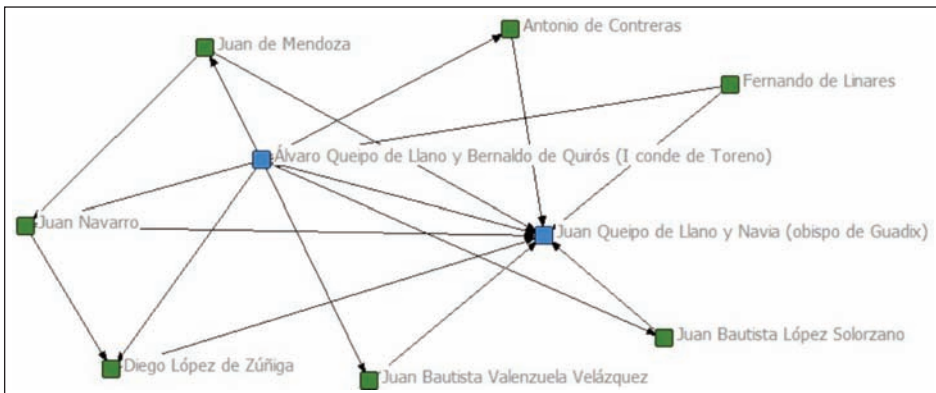 Antonio de Contreras
Juan de Mendoza
Fernando de Linares
Álvaro Queipo de Llano y Bernaldo de Quirós (I conde de Toreno)
Juan Navarro
Juan Queipo de Llano y Navia (obispo de Guadix)
Juan Bautista López Solorzano
Diego López de Zúñiga
Juan Bautista Valenzuela Velázquez